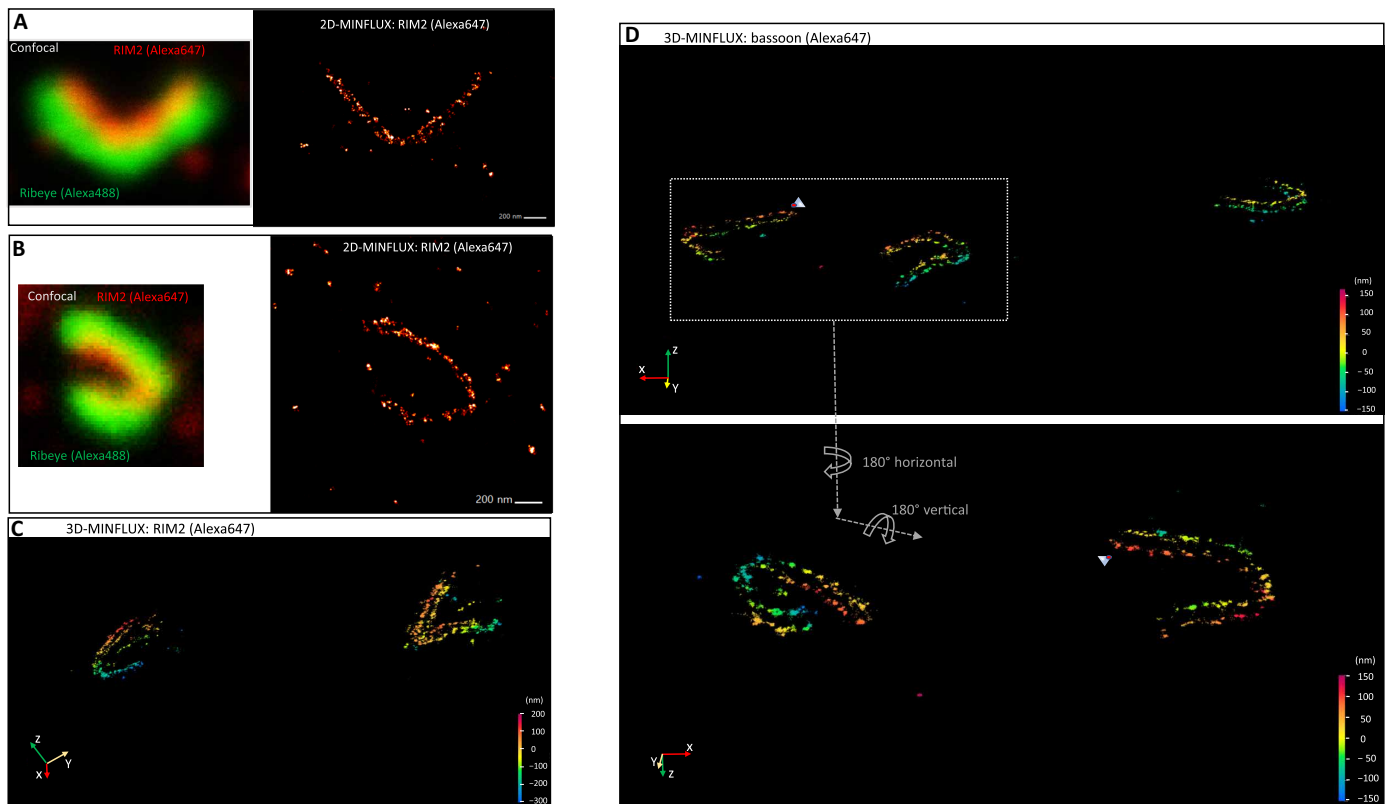 A
Confocal
RIM2 (Alexa647)
Ribeye (Alexa488)
2D-MINFLUX: RIM2 (Alexa647)
200 nm
B
Confocal
RIM2 (Alexa647)
Ribeye (Alexa488)
2D-MINFLUX: RIM2 (Alexa647)
200 nm
C
3D-MINFLUX: RIM2 (Alexa647)
Z
Y
X
(nm)
200
100
0
−100
−200
−300
D
3D-MINFLUX: bassoon (Alexa647)
Z
X
Y
(nm)
150
100
50
0
−50
−100
−150
180° horizontal
180° vertical
X
Y
Z
(nm)
150
100
50
0
−50
−100
−150